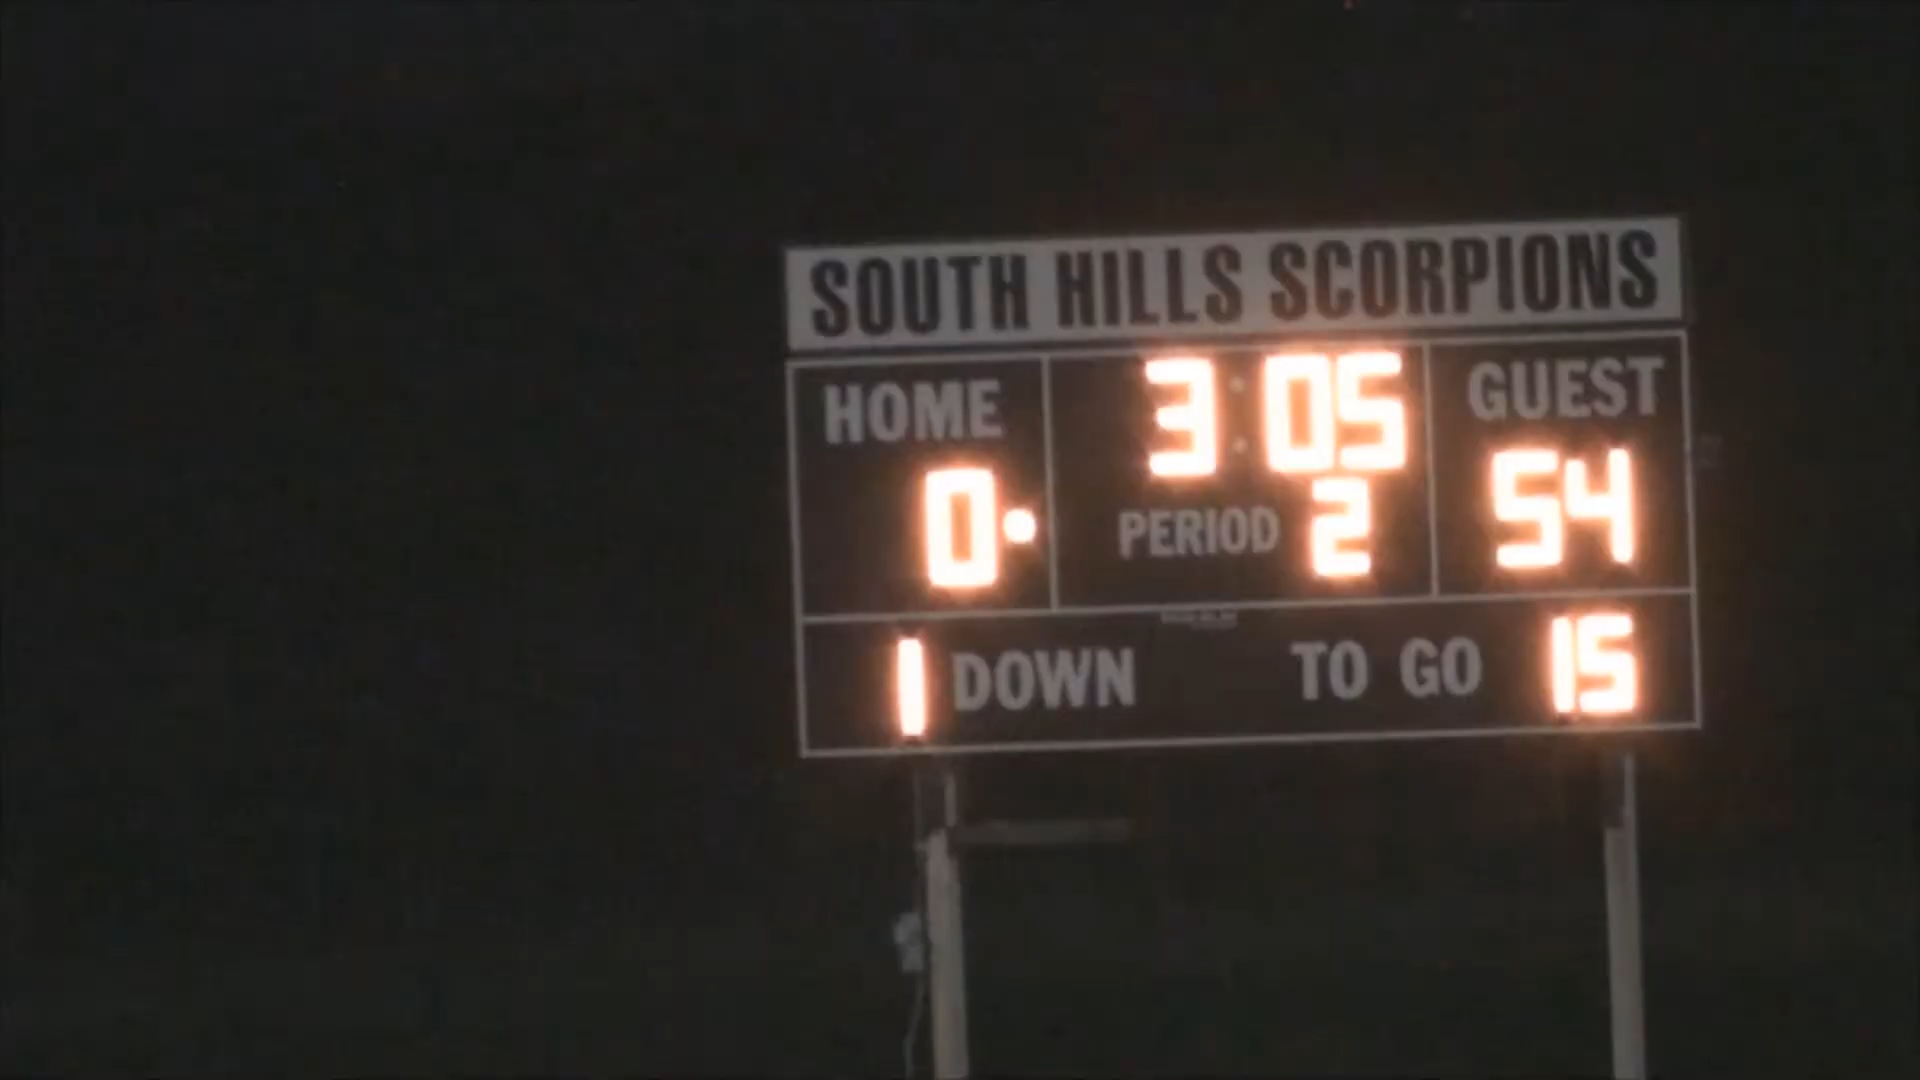 SOUTH HILLS SCORPIONS
HOME 3:05 GUEST
0 PERIOD 2 54
1 DOWN TO GO 15